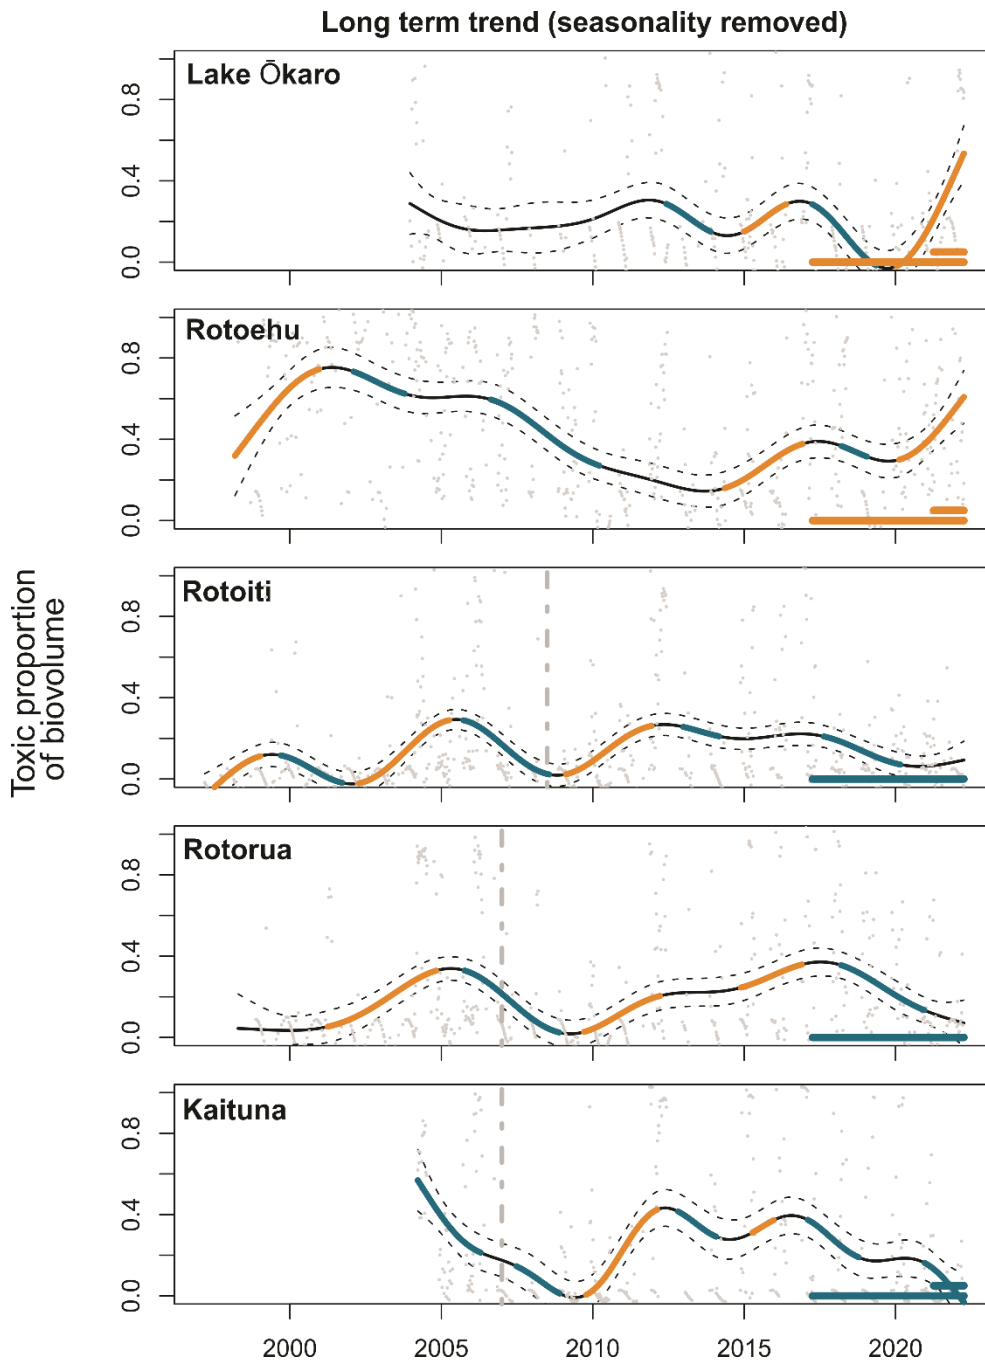 Long term trend (seasonality removed)
Lake Ōkaro
0.8
0.4
0.0
Rotoehu
0.8
0.4
0.0
Toxic proportion
of biovolume
Rotoiti
0.8
0.4
0.0
Rotorua
0.8
0.4
0.0
Kaituna
0.8
0.4
0.0
2000 2005 2010 2015 2020